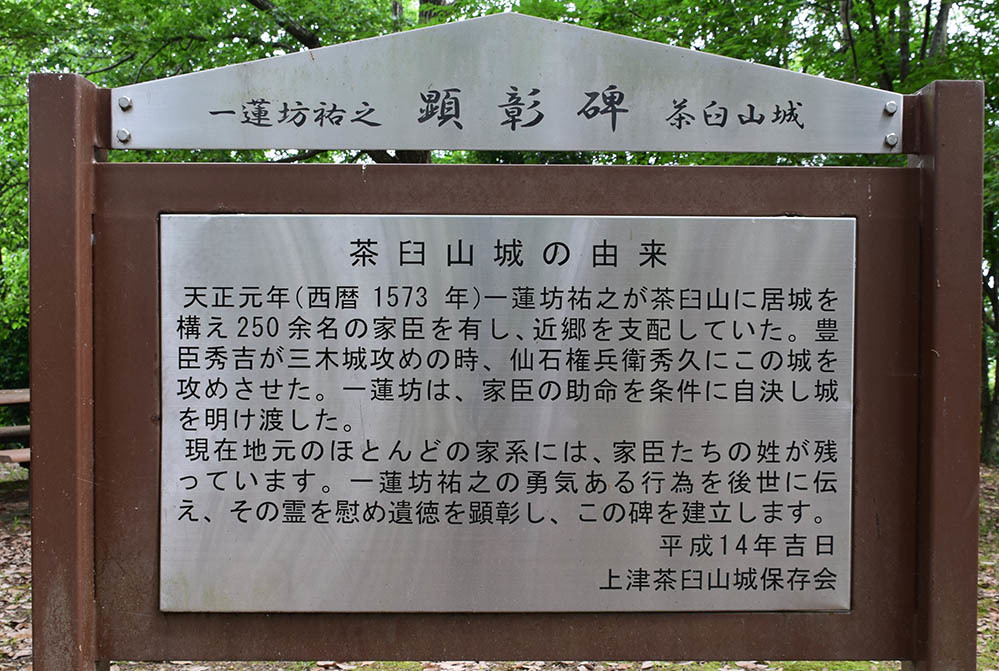 一蓮坊祐之 顕彰碑 茶臼山城
茶臼山城の由来
天正元年(西暦 1573 年)一蓮坊祐之が茶臼山に居城を
構え250余名の家臣を有し、近郷を支配していた。豊
臣秀吉が三木城攻めの時、仙石権兵衛秀久にこの城を
攻めさせた。一蓮坊は、家臣の助命を条件に自決し城
を明け渡した。
現在地元のほとんどの家系には、家臣たちの姓が残
っています。一蓮坊祐之の勇気ある行為を後世に伝
え、その霊を慰め遺徳を顕彰し、この碑を建立します。
平成14年吉日
上津茶臼山城保存会